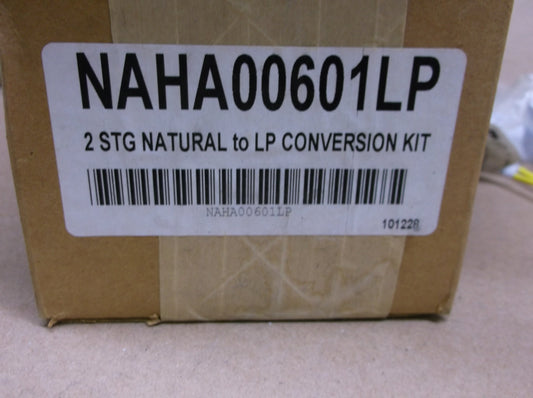 NAHA00601LP
2 STG NATURAL to LP CONVERSION KIT
NAHA00601LP
101228